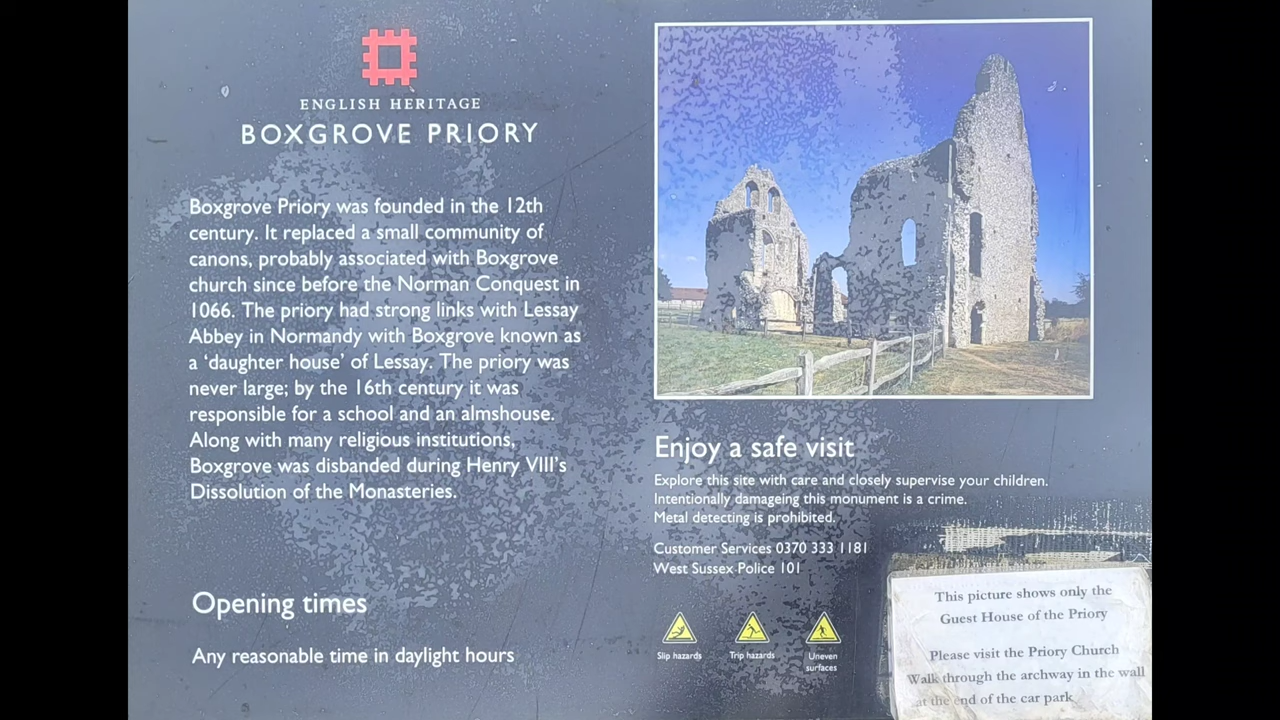 ENGLISH HERITAGE
BOXGROVE PRIORY
Boxgrove Priory was founded in the 12th
century. It replaced a small community of
canons, probably associated with Boxgrove
church since before the Norman Conquest in
1066. The priory had strong links with Lessay
Abbey in Normandy with Boxgrove known as
a ‘daughter house’ of Lessay. The priory was
never large; by the 16th century it was
responsible for a school and an almshouse.
Along with many religious institutions,
Boxgrove was disbanded during Henry VIII’s
Dissolution of the Monasteries.
Opening times
Any reasonable time in daylight hours
Enjoy a safe visit
Explore this site with care and closely supervise your children.
Intentionally damageing this monument is a crime.
Metal detecting is prohibited.
Customer Services 0370 333 1181
West Sussex Police 101
Slip hazards
Trip hazards
Uneven
surfaces
This picture shows only the
Guest House of the Priory
Please visit the Priory Church
Walk through the archway in the wall
at the end of the car park